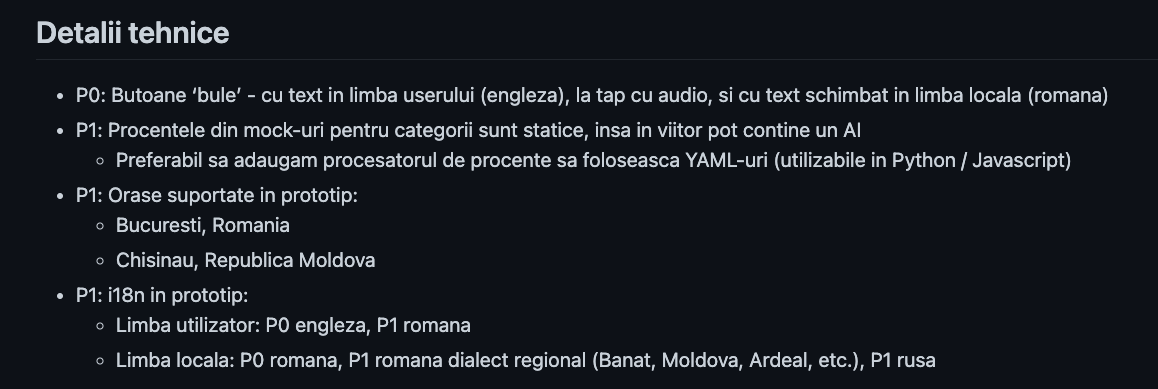 Detalii tehnice
P0: Butoane ‘bule’ - cu text in limba userului (engleza), la tap cu audio, si cu text schimbat in limba locala (romana)
P1: Procentele din mock-uri pentru categorii sunt statice, insa in viitor pot contine un AI
Preferabil sa adaugam procesatorul de procente sa foloseasca YAML-uri (utilizabile in Python / Javascript)
P1: Orase suportate in prototip:
Bucuresti, Romania
Chisinau, Republica Moldova
P1: i18n in prototip:
Limba utilizator: P0 engleza, P1 romana
Limba locala: P0 romana, P1 romana dialect regional (Banat, Moldova, Ardeal, etc.), P1 rusa